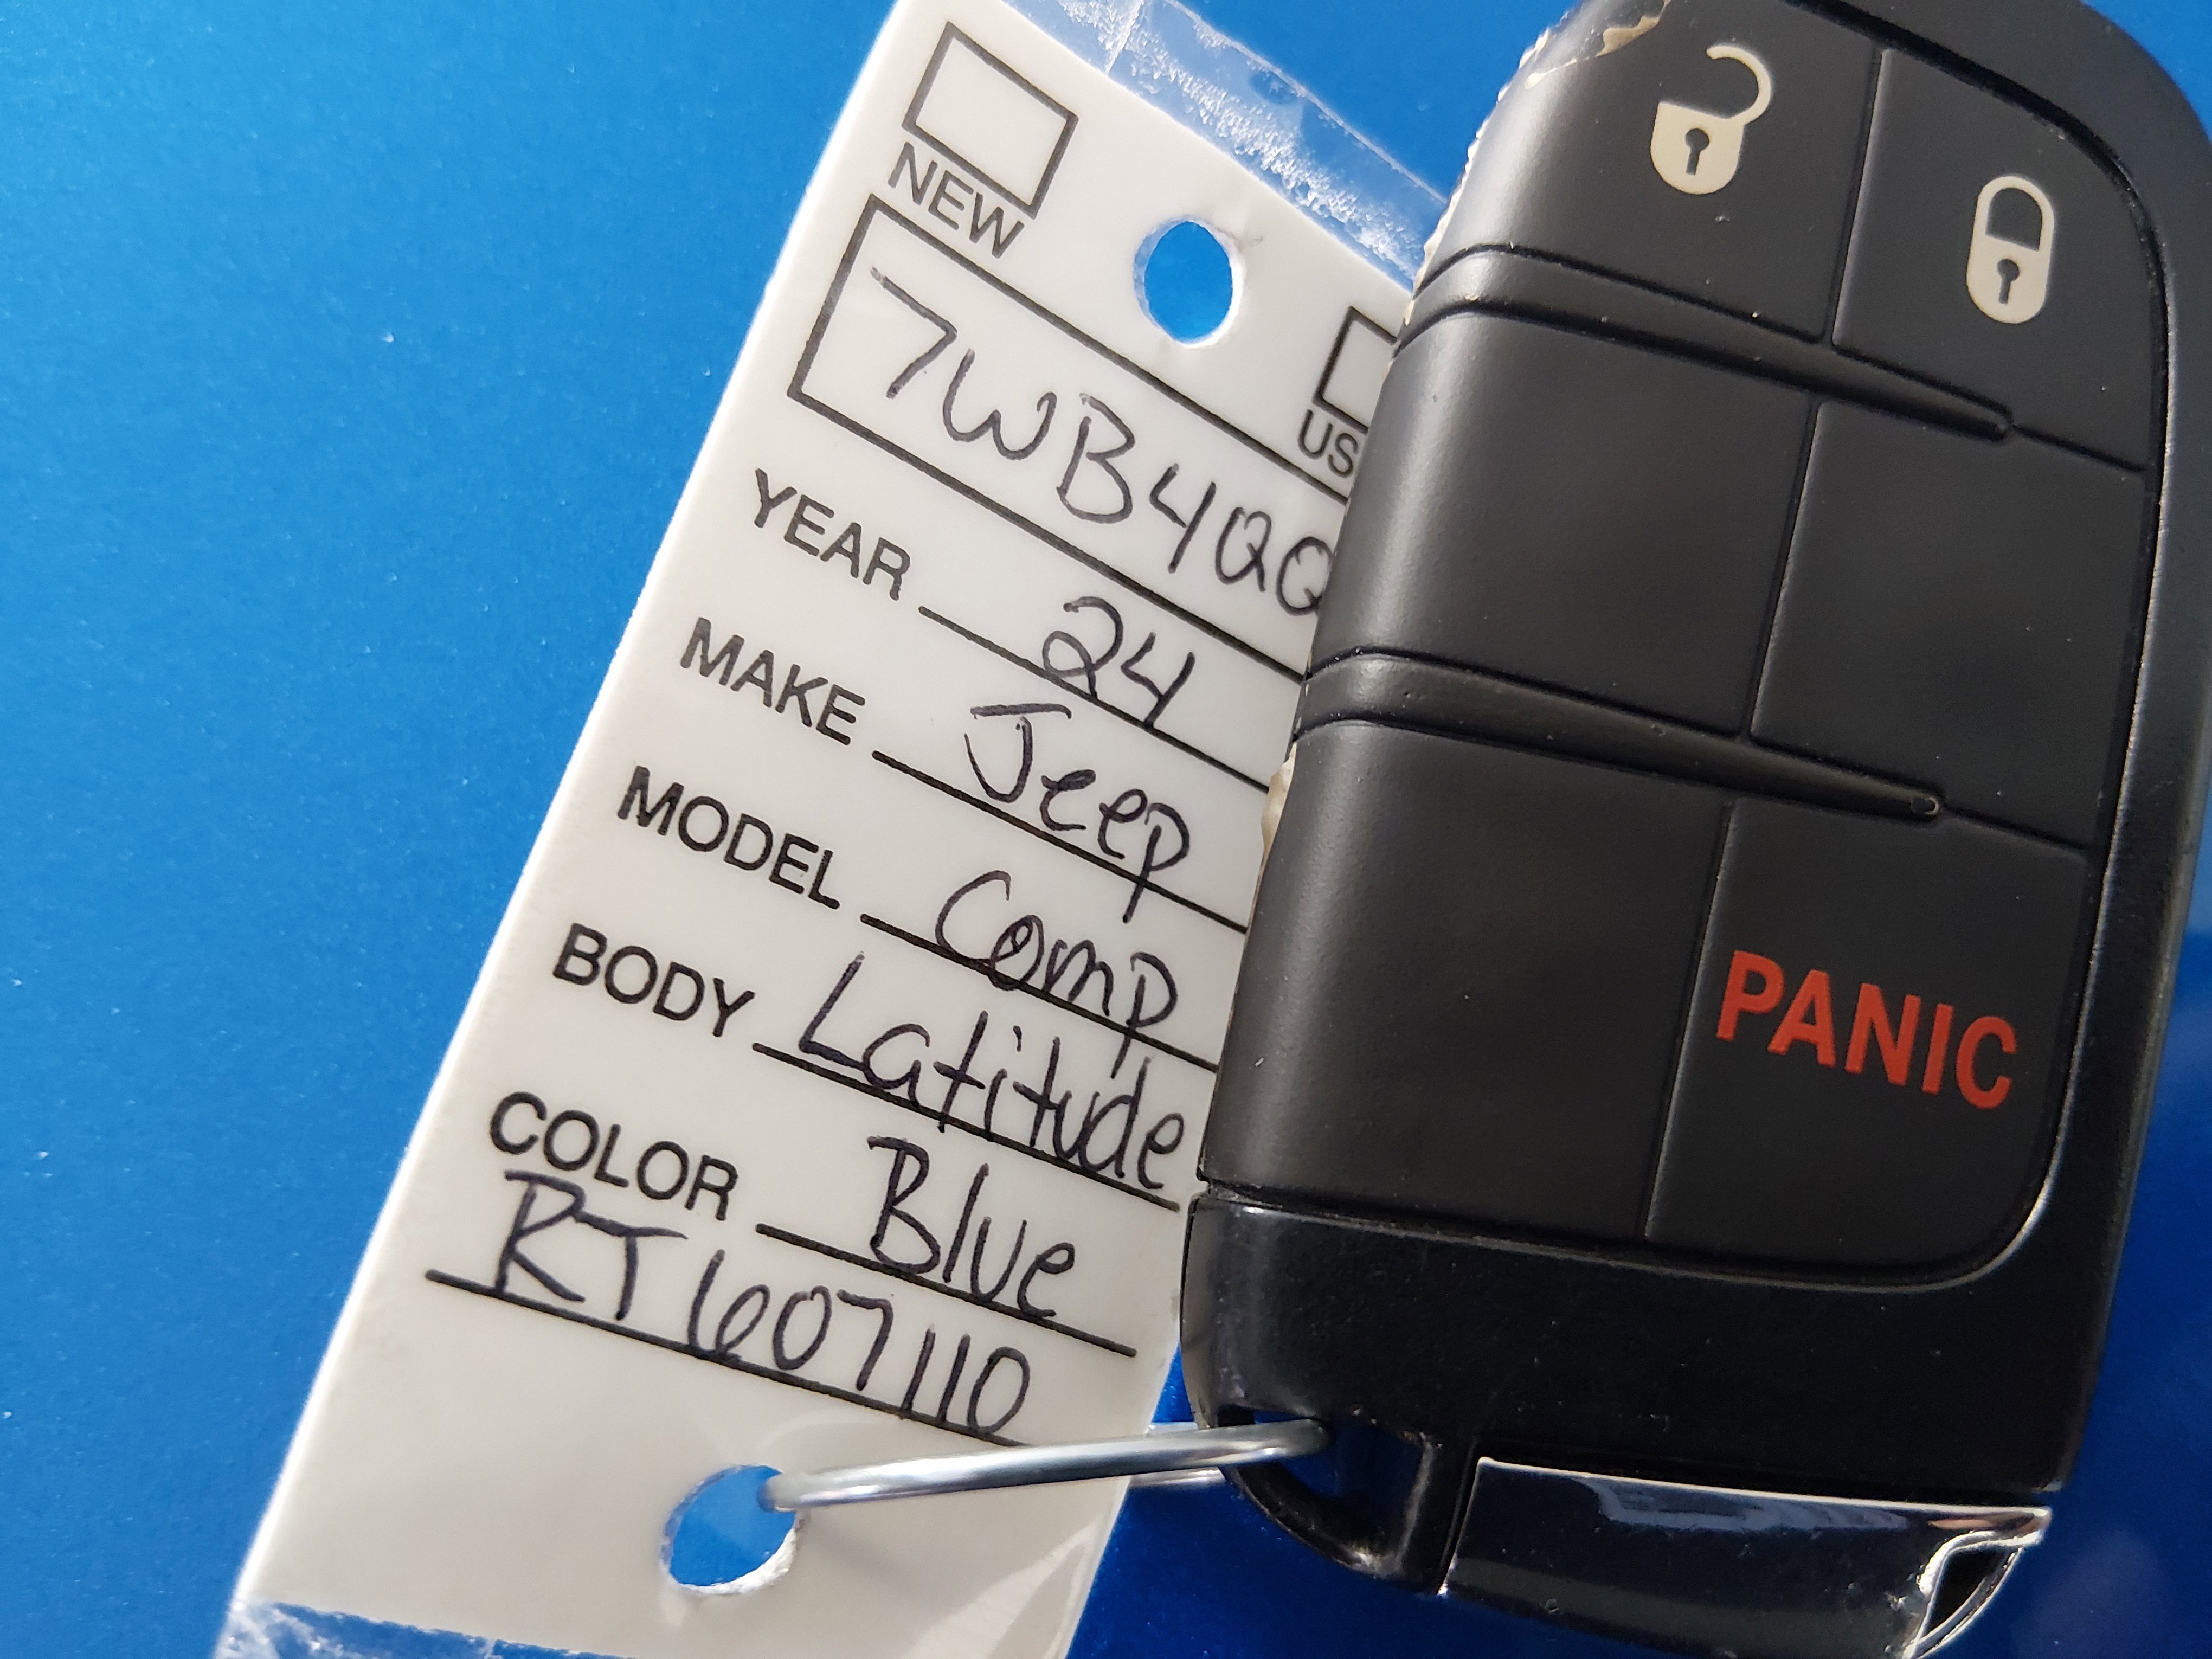 NEW
US
7WB4QQ
YEAR 24
MAKE Jeep
MODEL Comp
BODY Latitude
COLOR Blue
RT607110
PANIC